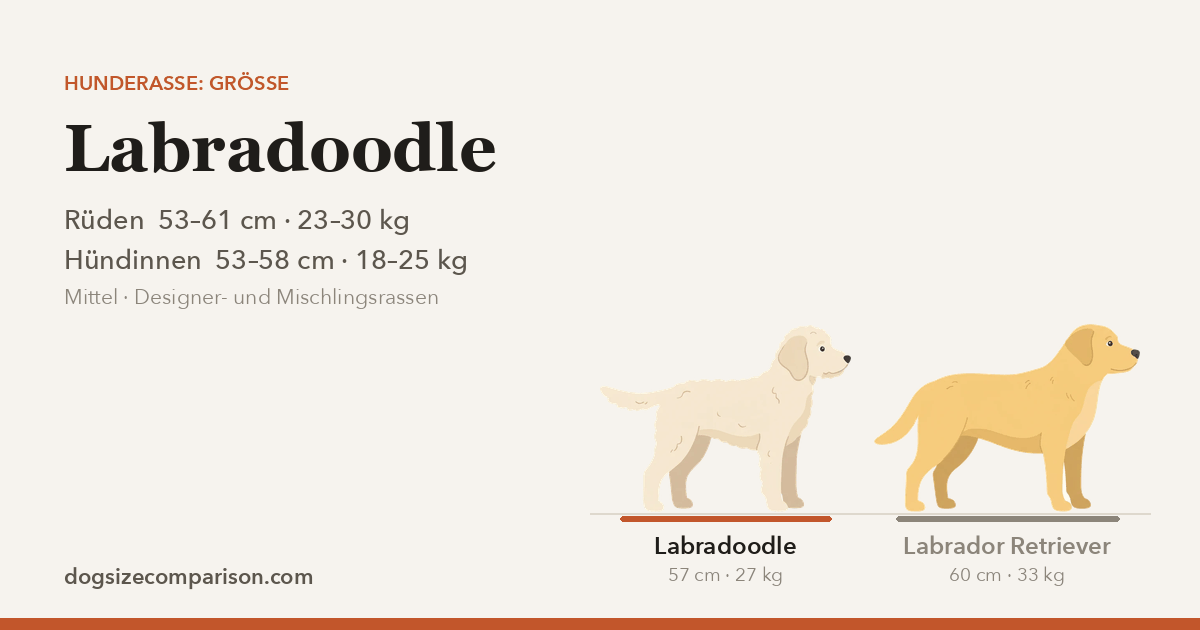 HUNDERASSE: GRÖSSE
Labradoodle
Rüden 53–61 cm · 23–30 kg
Hündinnen 53–58 cm · 18–25 kg
Mittel · Designer- und Mischlingsrassen
Labradoodle
57 cm · 27 kg
Labrador Retriever
60 cm · 33 kg
dogsizecomparison.com